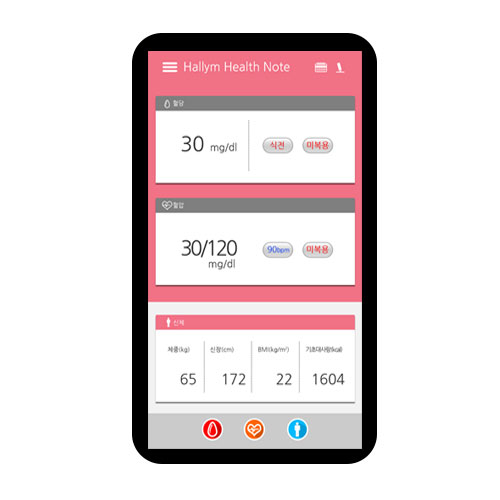 Hallym Health Note
혈당
30 mg/dl 식전 미복용
혈압
30/120 mg/dl 90bpm 미복용
신체
체중(kg) 신장(cm) BMI(kg/m²) 기초대사량(kcal)
65 172 22 1604